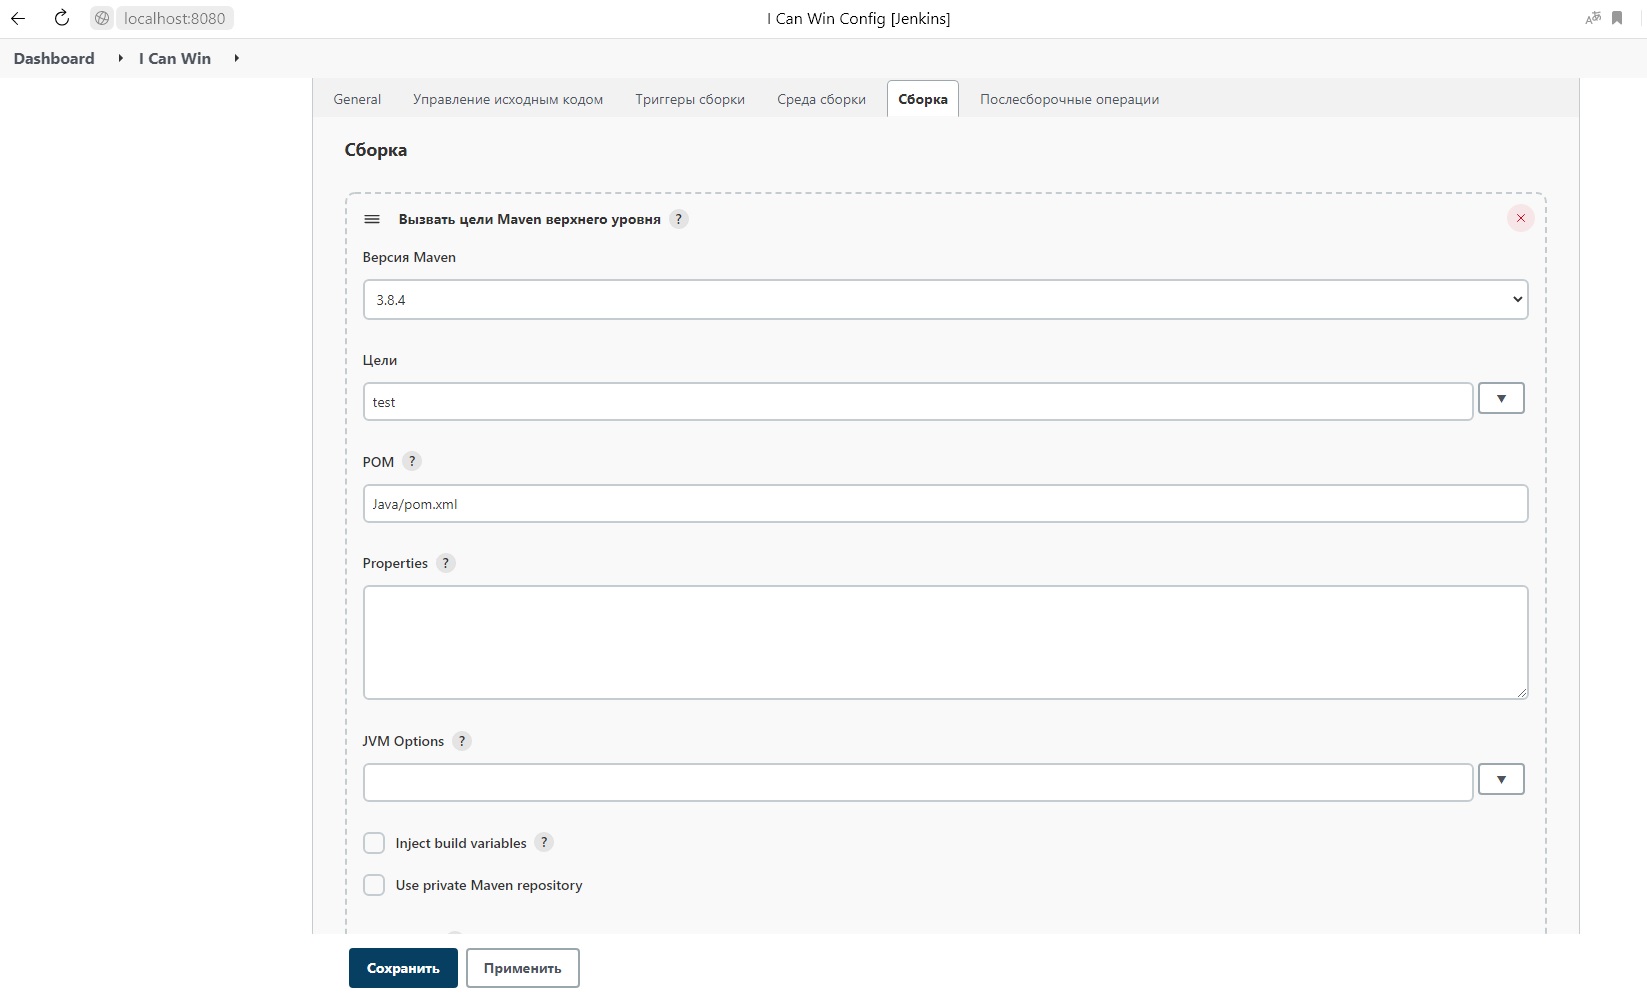 localhost:8080
I Can Win Config [Jenkins]
Dashboard
I Can Win
General
Управление исходным кодом
Триггеры сборки
Среда сборки
Сборка
Послесборочные операции
Сборка
Вызвать цели Maven верхнего уровня ?
Версия Maven
3.8.4
Цели
test
POM ?
Java/pom.xml
Properties ?
JVM Options ?
Inject build variables ?
Use private Maven repository
Сохранить
Применить